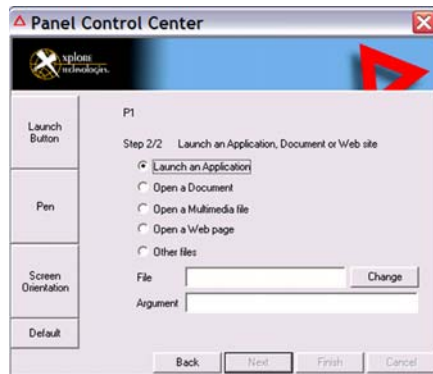 Panel Control Center
xplore
Technologies.
Launch
Button
Pen
Screen
Orientation
Default
P1
Step 2/2 Launch an Application, Document or Web site
Launch an Application
Open a Document
Open a Multimedia file
Open a Web page
Other files
File
Change
Argument
Back
Next
Finish
Cancel